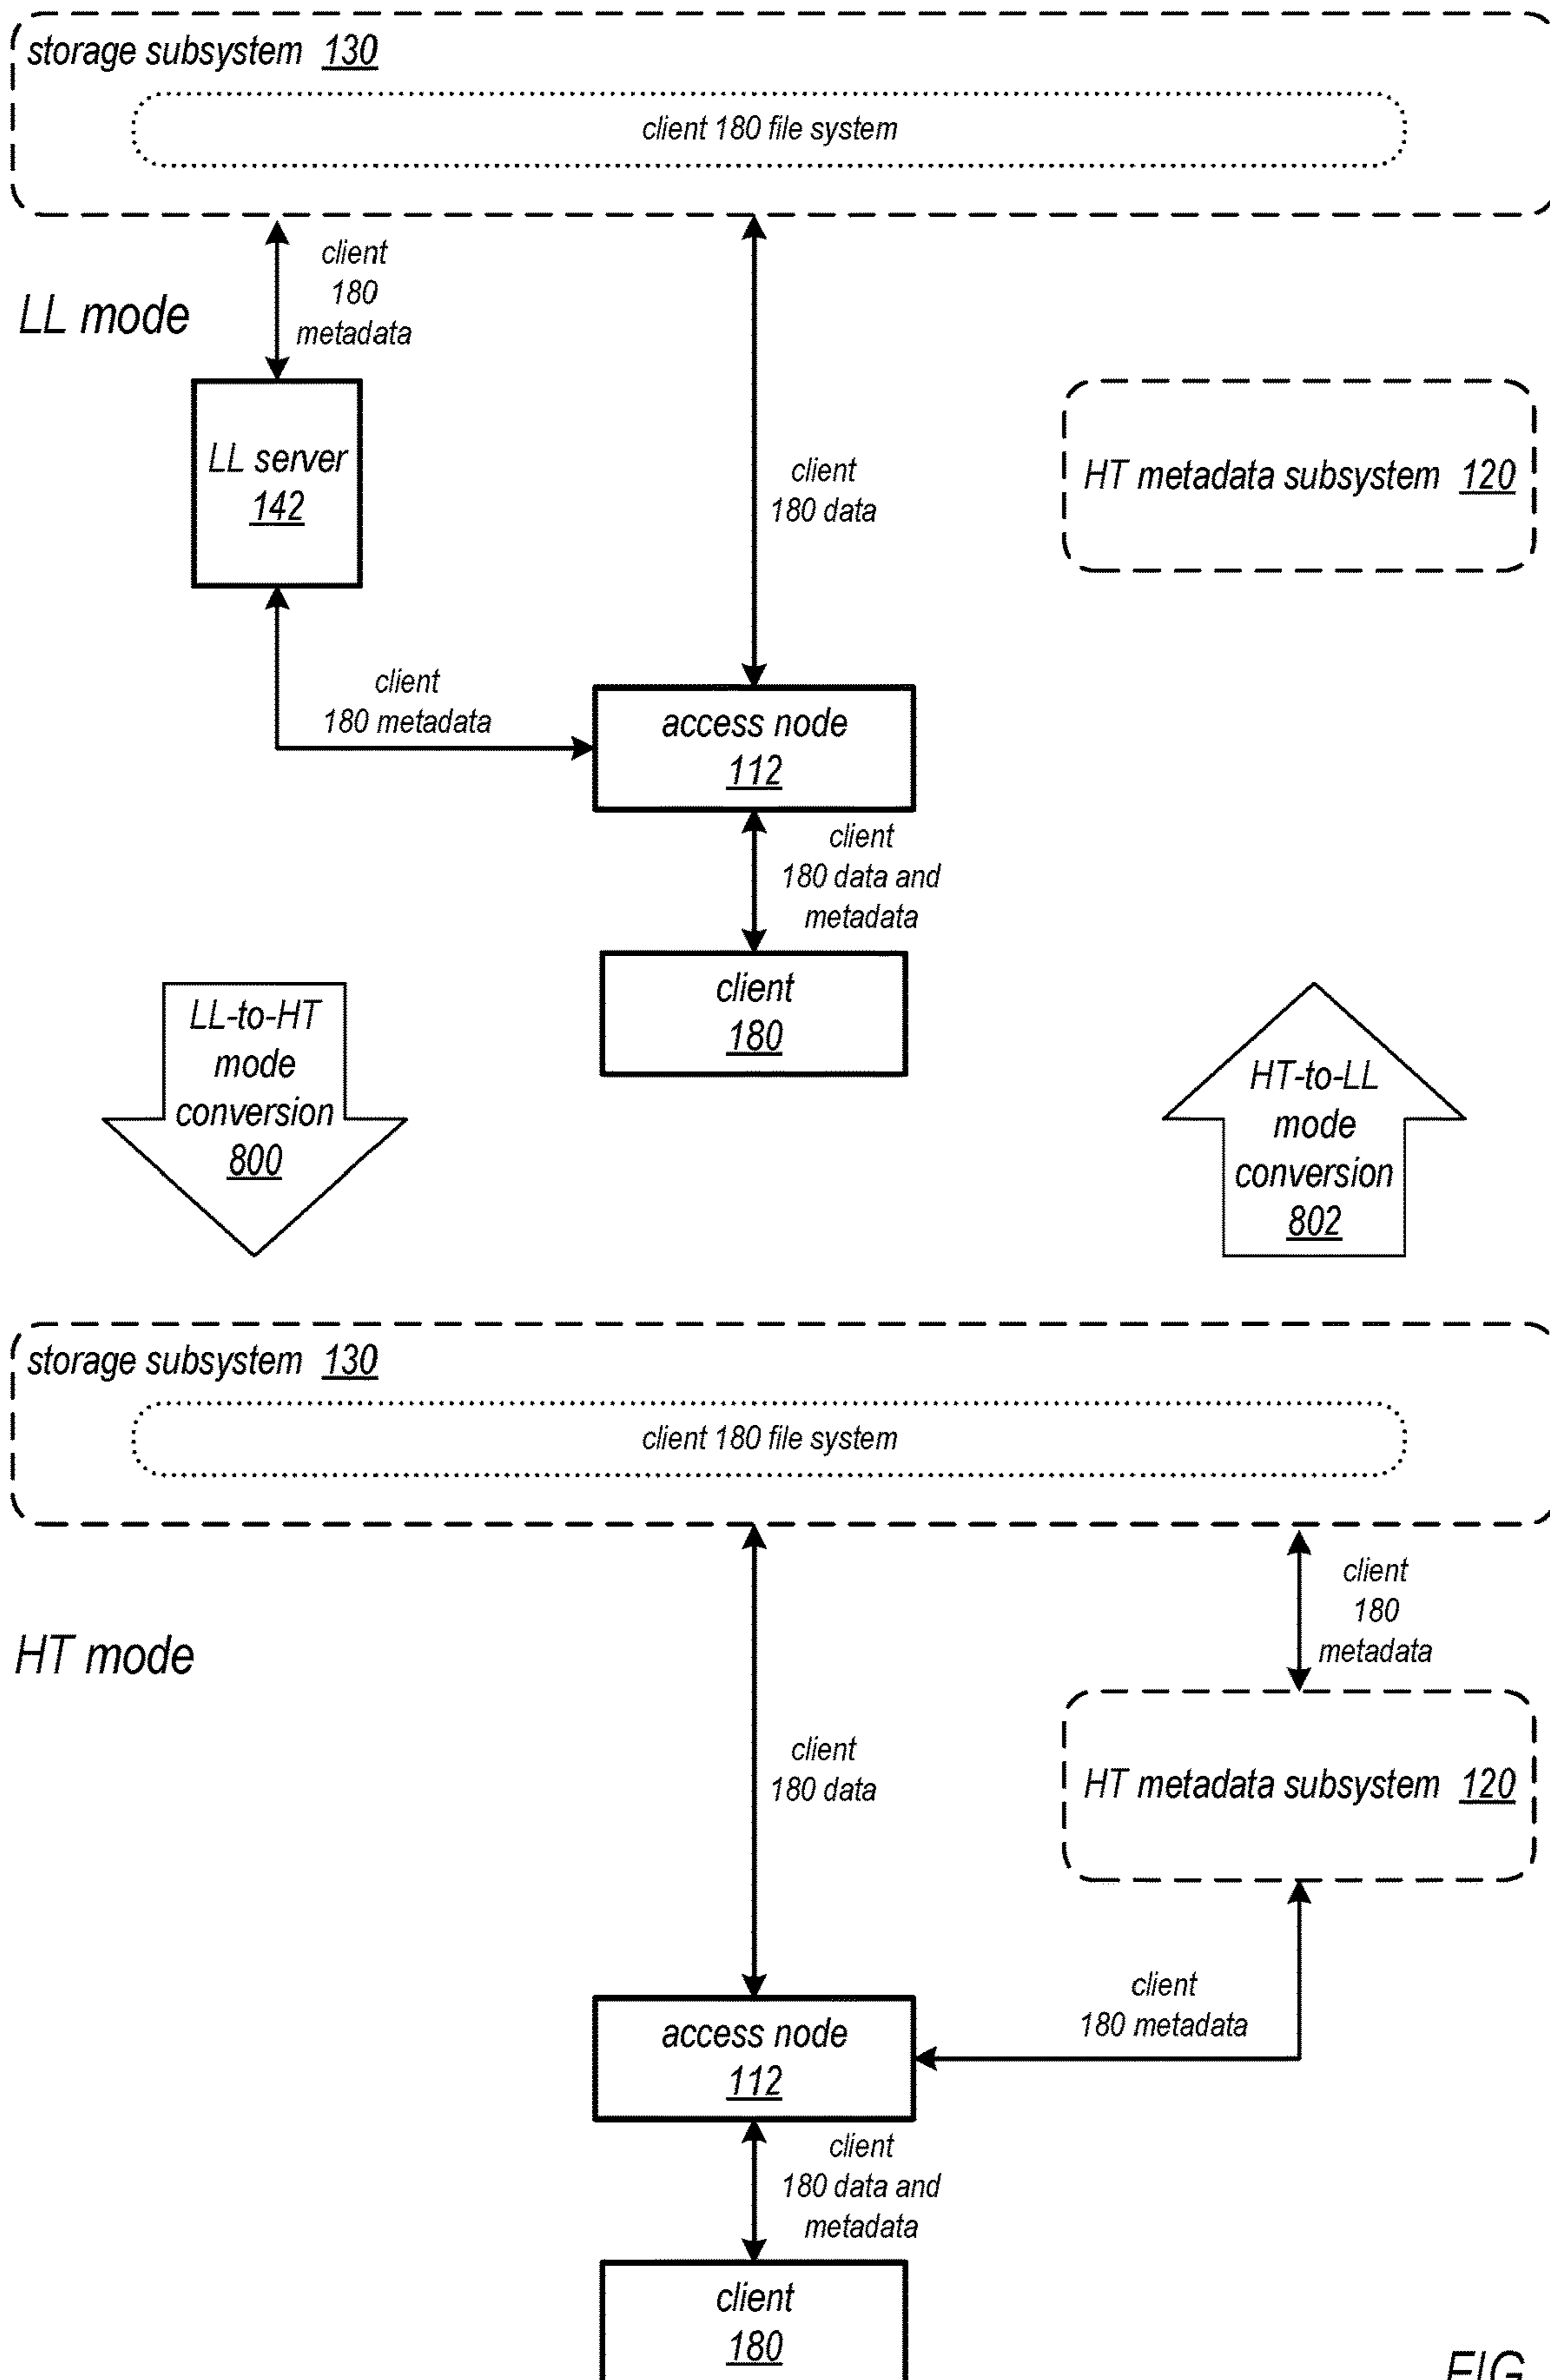 storage subsystem 130
client 180 file system
client
180
metadata
LL mode
LL server
142
client
180 data
HT metadata subsystem 120
client
180 metadata
access node
112
client
180 data and
metadata
client
180
LL-to-HT
mode
conversion
800
HT-to-LL
mode
conversion
802
storage subsystem 130
client 180 file system
client
180
metadata
HT mode
client
180 data
HT metadata subsystem 120
client
180 metadata
access node
112
client
180 data and
metadata
client
180
FIG